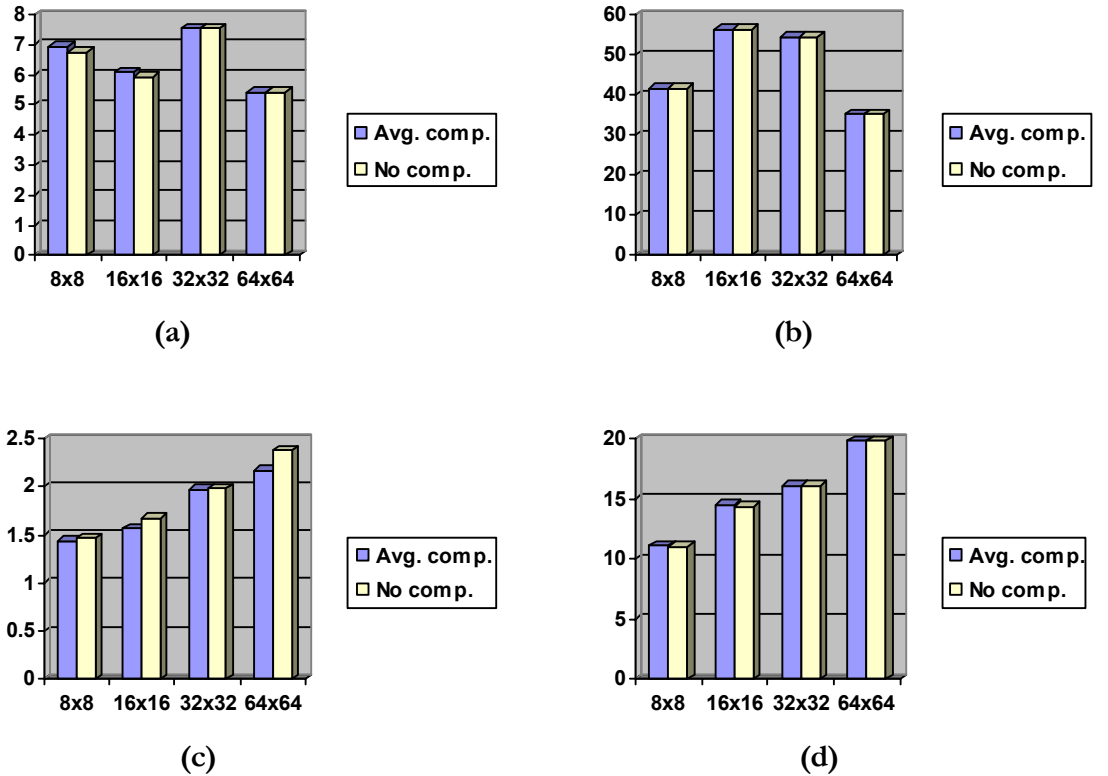 8
7
6
5
4
3
2
1
0
8x8 16x16 32x32 64x64
Avg. comp.
No comp.
(a)
60
50
40
30
20
10
0
8x8 16x16 32x32 64x64
Avg. comp.
No comp.
(b)
2.5
2
1.5
1
0.5
0
8x8 16x16 32x32 64x64
Avg. comp.
No comp.
(c)
20
15
10
5
0
8x8 16x16 32x32 64x64
Avg. comp.
No comp.
(d)